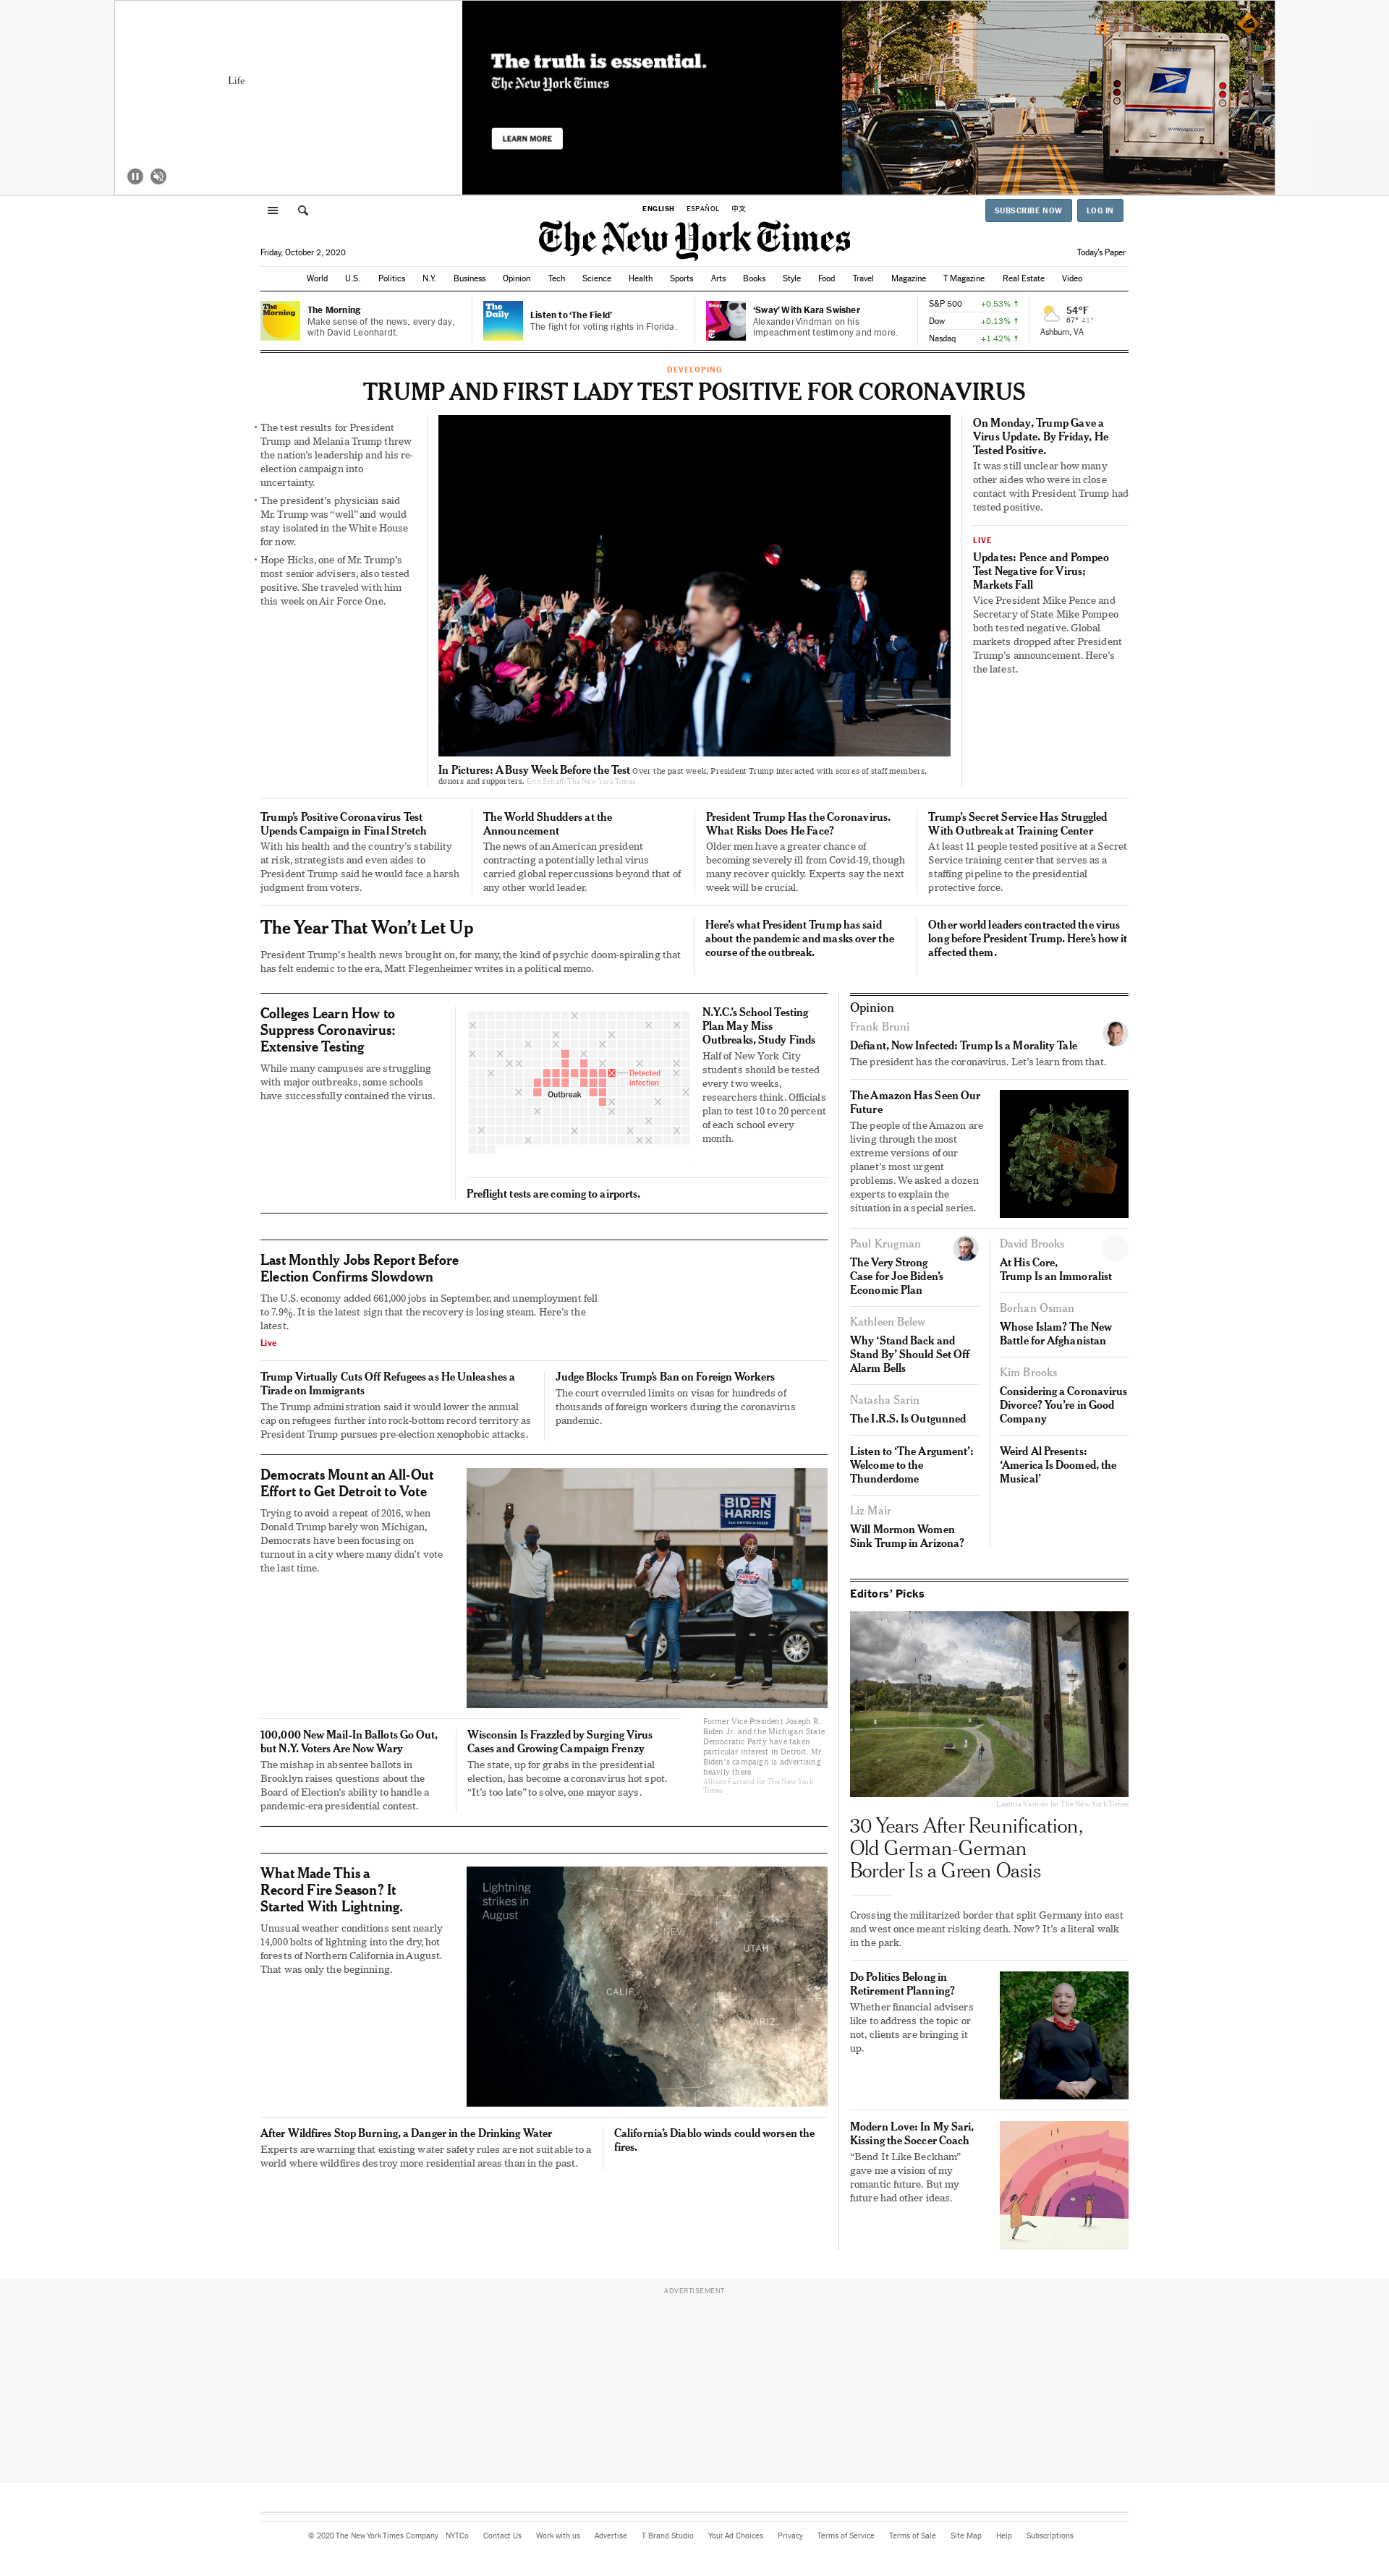 Life
The truth is essential.
The New York Times
LEARN MORE
ENGLISH ESPAÑOL 中文
SUBSCRIBE NOW LOG IN
The New York Times
Friday, October 2, 2020
Today's Paper
World U.S. Politics N.Y. Business Opinion Tech Science Health Sports Arts Books Style Food Travel Magazine T Magazine Real Estate Video
The Morning
The Morning
Make sense of the news, every day,
with David Leonhardt.
The Daily
Listen to 'The Field'
The fight for voting rights in Florida.
Sway
'Sway' With Kara Swisher
Alexander Vindman on his
impeachment testimony and more.
S&P 500 +0.53% ↑
Dow +0.13% ↑
Nasdaq +1.42% ↑
54°F
67° 41°
Ashburn, VA
DEVELOPING
TRUMP AND FIRST LADY TEST POSITIVE FOR CORONAVIRUS
• The test results for President
Trump and Melania Trump threw
the nation's leadership and his re-
election campaign into
uncertainty.
• The president's physician said
Mr. Trump was "well" and would
stay isolated in the White House
for now.
• Hope Hicks, one of Mr. Trump's
most senior advisers, also tested
positive. She traveled with him
this week on Air Force One.
In Pictures: A Busy Week Before the Test Over the past week, President Trump interacted with scores of staff members,
donors and supporters. Erin Schaff/The New York Times
On Monday, Trump Gave a
Virus Update. By Friday, He
Tested Positive.
It was still unclear how many
other aides who were in close
contact with President Trump had
tested positive.
LIVE
Updates: Pence and Pompeo
Test Negative for Virus;
Markets Fall
Vice President Mike Pence and
Secretary of State Mike Pompeo
both tested negative. Global
markets dropped after President
Trump's announcement. Here's
the latest.
Trump's Positive Coronavirus Test
Upends Campaign in Final Stretch
With his health and the country's vitality
at risk, strategists and even aides to
President Trump said he would face a harsh
judgment from voters.
The World Shudders at the
Announcement
The news of an American president
contracting a potentially lethal virus
carried global repercussions beyond that of
any other world leader.
President Trump Has the Coronavirus.
What Risks Does He Face?
Older men have a greater chance of
becoming severely ill from Covid-19, though
many recover quickly. Experts say the next
week will be crucial.
Trump's Secret Service Has Struggled
With Outbreak at Training Center
At least 11 people tested positive at a Secret
Service training center that serves as a
staffing pipeline to the presidential
protective force.
The Year That Won't Let Up
President Trump's health news brought on, for many, the kind of psychic doom-spiraling that
has felt endemic to the era, Matt Flegenheimer writes in a political memo.
Here's what President Trump has said
about the pandemic and masks over the
course of the outbreak.
Other world leaders contracted the virus
long before President Trump. Here's how it
affected them.
Colleges Learn How to
Suppress Coronavirus:
Extensive Testing
While many campuses are struggling
with major outbreaks, some schools
have successfully contained the virus.
Detected
infection
Outbreak
N.Y.C.'s School Testing
Plan May Miss
Outbreaks, Study Finds
Half of New York City
students should be tested
every two weeks,
researchers think. Officials
plan to test 10 to 20 percent
of each school every
month.
Preflight tests are coming to airports.
Last Monthly Jobs Report Before
Election Confirms Slowdown
The U.S. economy added 661,000 jobs in September, and unemployment fell
to 7.9%. It is the latest sign that the recovery is losing steam. Here's the
latest.
Live
Trump Virtually Cuts Off Refugees as He Unleashes a
Tirade on Immigrants
The Trump administration said it would lower the annual
cap on refugees further into rock-bottom record territory as
President Trump pursues pre-election xenophobic attacks.
Judge Blocks Trump's Ban on Foreign Workers
The court overruled limits on visas for hundreds of
thousands of foreign workers during the coronavirus
pandemic.
Democrats Mount an All-Out
Effort to Get Detroit to Vote
Trying to avoid a repeat of 2016, when
Donald Trump barely won Michigan,
Democrats have been focusing on
turnout in a city where many didn't vote
the last time.
BIDEN
HARRIS
Former Vice President Joseph R.
Biden Jr. and the Michigan State
Democratic Party have taken
particular interest in Detroit. Mr.
Biden's campaign is advertising
heavily there.
Allison Farrand for The New York
Times
100,000 New Mail-In Ballots Go Out,
but N.Y. Voters Are Now Wary
The mishap in absentee ballots in
Brooklyn raises questions about the
Board of Election's ability to handle a
pandemic-era presidential contest.
Wisconsin Is Frazzled by Surging Virus
Cases and Growing Campaign Frenzy
The state, up for grabs in the presidential
election, has become a coronavirus hot spot.
"It's too late" to solve, one mayor says.
What Made This a
Record Fire Season? It
Started With Lightning.
Unusual weather conditions sent nearly
14,000 bolts of lightning into the dry, hot
forests of Northern California in August.
That was only the beginning.
Lightning
strikes in
August
NEV.
UTAH
CALIF.
ARIZ.
After Wildfires Stop Burning, a Danger in the Drinking Water
Experts are warning that existing water safety rules are not suitable to a
world where wildfires destroy more residential areas than in the past.
California's Diablo winds could worsen the
fires.
Opinion
Frank Bruni
Defiant, Now Infected: Trump Is a Morality Tale
The president has the coronavirus. Let's learn from that.
The Amazon Has Seen Our
Future
The people of the Amazon are
living through the most
extreme versions of our
planet's most urgent
problems. We asked a dozen
experts to explain the
situation in a special series.
Paul Krugman
The Very Strong
Case for Joe Biden's
Economic Plan
Kathleen Belew
Why 'Stand Back and
Stand By' Should Set Off
Alarm Bells
Natasha Sarin
The I.R.S. Is Outgunned
Listen to 'The Argument':
Welcome to the
Thunderdome
Liz Mair
Will Mormon Women
Sink Trump in Arizona?
David Brooks
At His Core,
Trump Is an Immoralist
Borhan Osman
Whose Islam? The New
Battle for Afghanistan
Kim Brooks
Considering a Coronavirus
Divorce? You're in Good
Company
Weird Al Presents:
'America Is Doomed, the
Musical'
Editors' Picks
Laetitia Vancon for The New York Times
30 Years After Reunification,
Old German-German
Border Is a Green Oasis
Crossing the militarized border that split Germany into east
and west once meant risking death. Now? It's a literal walk
in the park.
Do Politics Belong in
Retirement Planning?
Whether financial advisers
like to address the topic or
not, clients are bringing it
up.
Modern Love: In My Sari,
Kissing the Soccer Coach
"Bend It Like Beckham"
gave me a vision of my
romantic future. But my
future had other ideas.
ADVERTISEMENT
© 2020 The New York Times Company NYTCo Contact Us Work with us Advertise T Brand Studio Your Ad Choices Privacy Terms of Service Terms of Sale Site Map Help Subscriptions